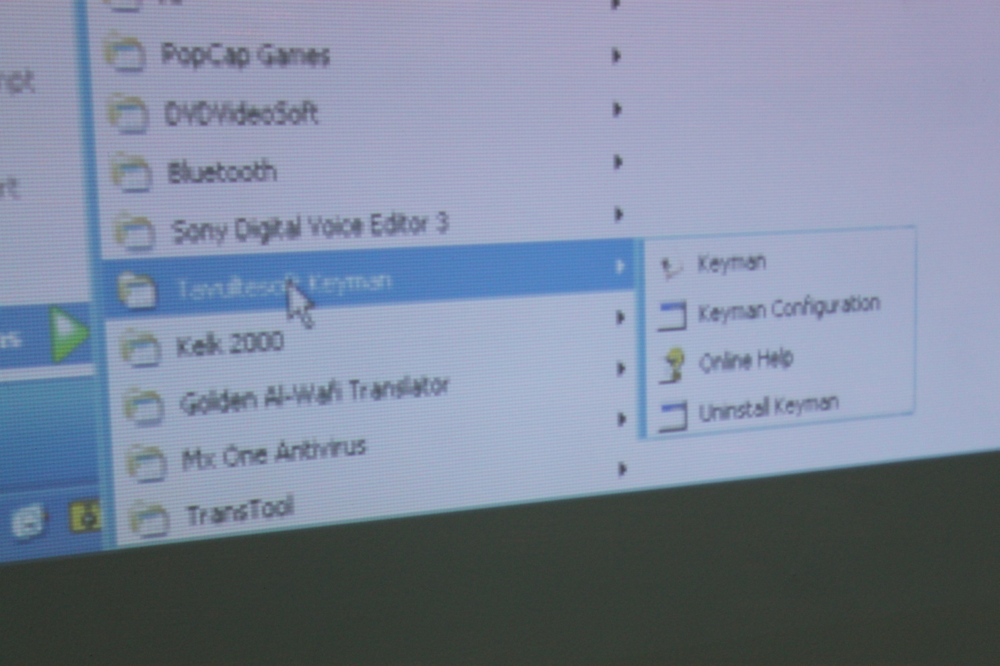 PopCap Games
DVDVideoSoft
Bluetooth
Sony Digital Voice Editor 3
Tavultesoft Keyman
Kelk 2000
Golden Al-Wafi Translator
Mx One Antivirus
TransTool
Keyman
Keyman Configuration
Online Help
Uninstall Keyman